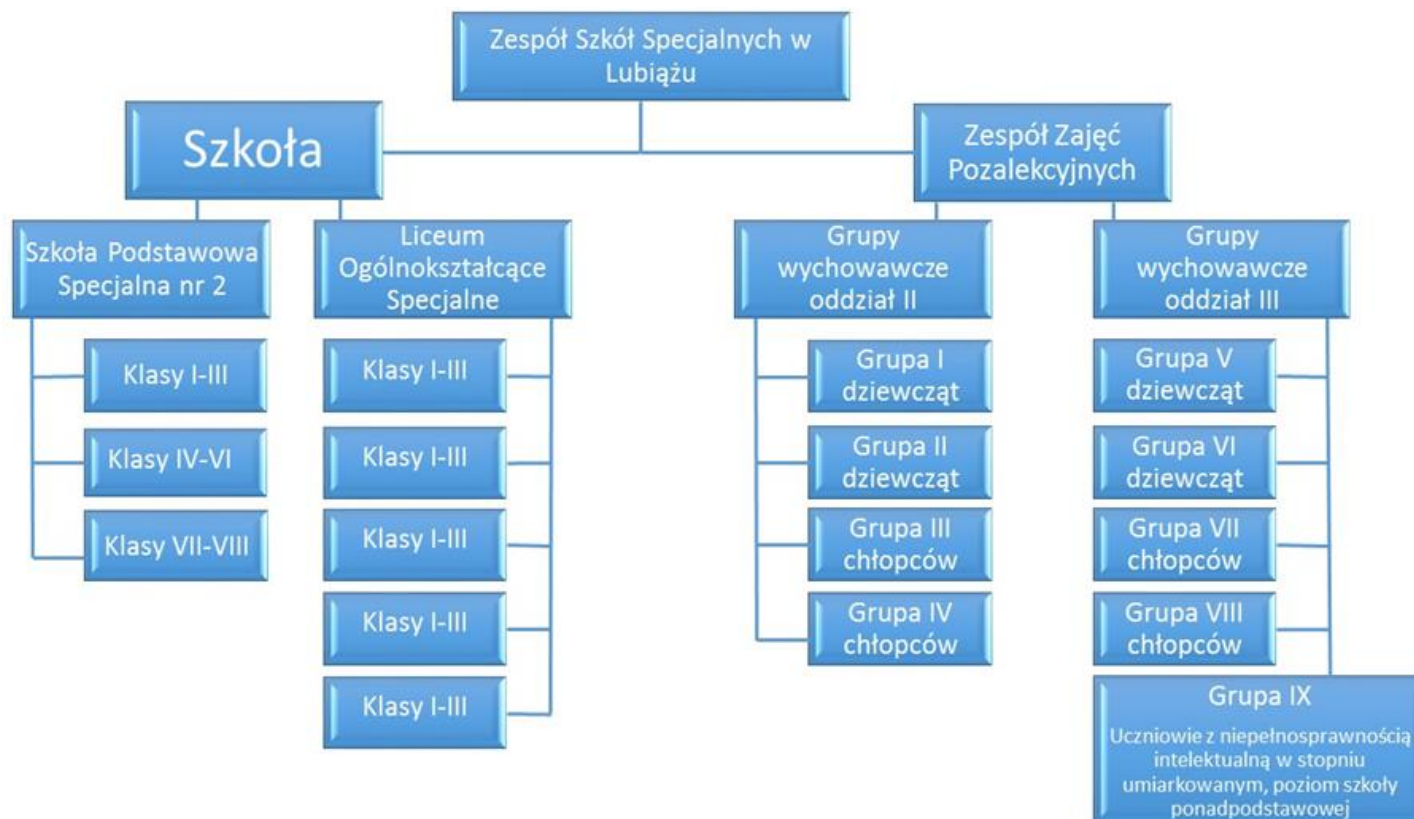 Zespół Szkół Specjalnych w
Lubiążu
Szkoła
Zespół Zajęć
Pozalekcyjnych
Szkoła Podstawowa
Specjalna nr 2
Liceum
Ogólnokształcące
Specjalne
Grupy
wychowawcze
oddział II
Grupy
wychowawcze
oddział III
Klasy I-III
Klasy IV-VI
Klasy VII-VIII
Klasy I-III
Klasy I-III
Klasy I-III
Klasy I-III
Klasy I-III
Grupa I
dziewcząt
Grupa II
dziewcząt
Grupa III
chłopców
Grupa IV
chłopców
Grupa V
dziewcząt
Grupa VI
dziewcząt
Grupa VII
chłopców
Grupa VIII
chłopców
Grupa IX
Uczniowie z niepełnosprawnością
intelektualną w stopniu
umiarkowanym, poziom szkoły
ponadpodstawowej